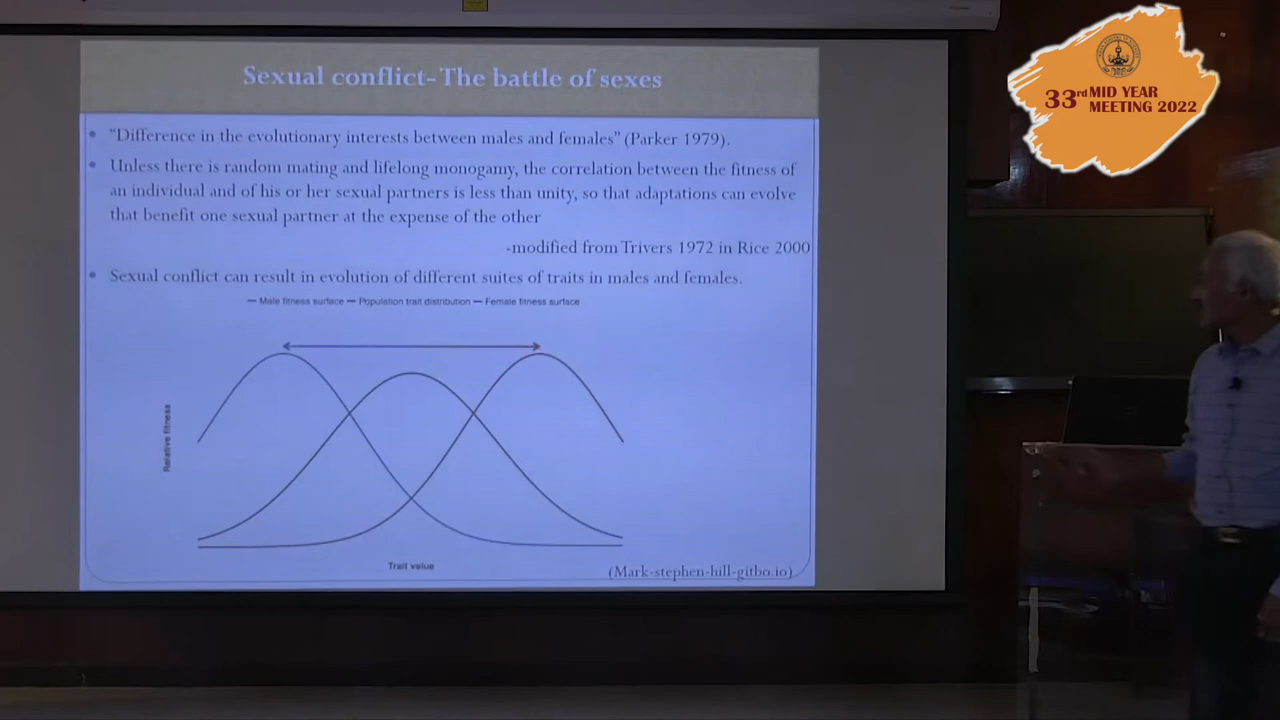 Sexual conflict-The battle of sexes
"Difference in the evolutionary interests between males and females" (Parker 1979).
Unless there is random mating and lifelong monogamy, the correlation between the fitness of
an individual and of his or her sexual partners is less than unity, so that adaptations can evolve
that benefit one sexual partner at the expense of the other
-modified from Trivers 1972 in Rice 2000
Sexual conflict can result in evolution of different suites of traits in males and females.
Male fitness surface Population trait distribution Female fitness surface
Relative fitness
Trait value
(Mark-stephen-hill-gitbo.io)
33rd MID YEAR
MEETING 2022